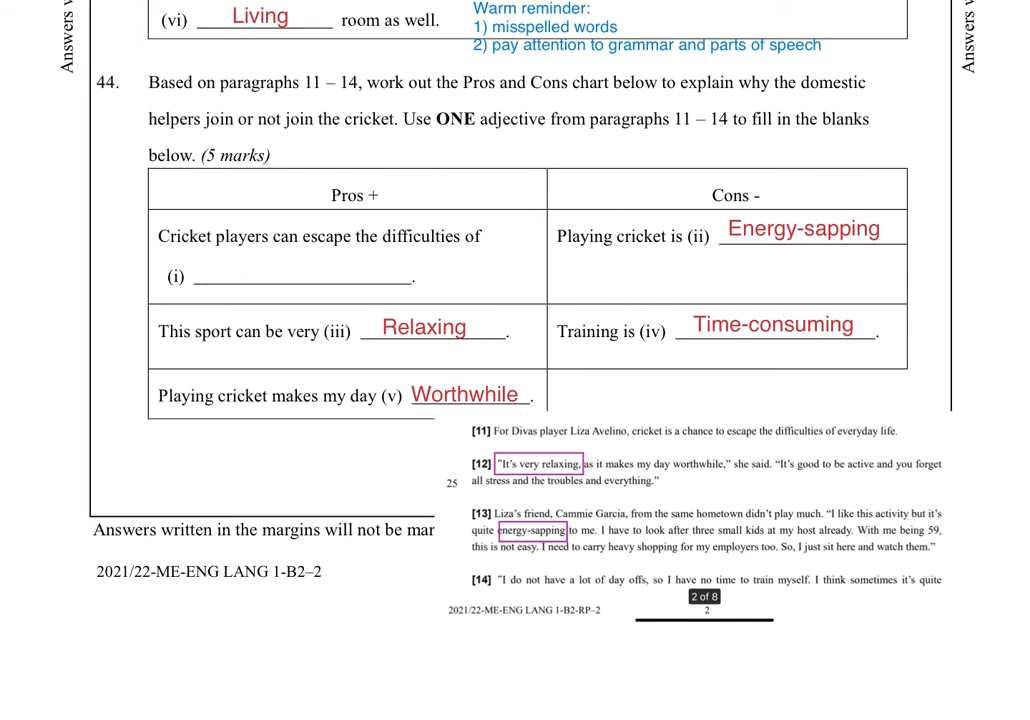 Answers w
(vi) Living room as well.
Warm reminder:
1) misspelled words
2) pay attention to grammar and parts of speech
Answers w
44. Based on paragraphs 11 – 14, work out the Pros and Cons chart below to explain why the domestic
helpers join or not join the cricket. Use ONE adjective from paragraphs 11 – 14 to fill in the blanks
below. (5 marks)
Pros +
Cons -
Cricket players can escape the difficulties of
(i) ____________.
Playing cricket is (ii) Energy-sapping
This sport can be very (iii) Relaxing.
Training is (iv) Time-consuming.
Playing cricket makes my day (v) Worthwhile.
[11] For Divas player Liza Avelino, cricket is a chance to escape the difficulties of everyday life.
[12] "It's very relaxing, as it makes my day worthwhile," she said. "It's good to be active and you forget
25 all stress and the troubles and everything."
[13] Liza's friend, Cammie Garcia, from the same hometown didn't play much. "I like this activity but it's
quite energy-sapping to me. I have to look after three small kids at my host already. With me being 59,
this is not easy. I need to carry heavy shopping for my employers too. So, I just sit here and watch them."
[14] "I do not have a lot of day offs, so I have no time to train myself. I think sometimes it's quite
2 of 8
2021/22-ME-ENG LANG 1-B2-RP–2
2
Answers written in the margins will not be mar
2021/22-ME-ENG LANG 1-B2–2